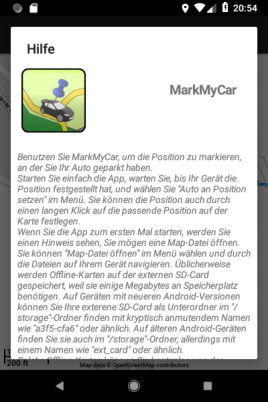 20:54
Hilfe
MarkMyCar
Benutzen Sie MarkMyCar, um die Position zu markieren,
an der Sie Ihr Auto geparkt haben.
Starten Sie einfach die App, warten Sie, bis Ihr Gerät die
Position festgestellt hat, und wählen Sie "Auto an Position
setzen" im Menü. Sie können die Position auch durch
einen langen Klick auf die passende Position auf der
Karte festlegen.
Wenn Sie die App zum ersten Mal starten, werden Sie
einen Hinweis sehen, Sie mögen eine Map-Datei öffnen.
Sie können "Map-Datei öffnen" im Menü wählen und durch
die Dateien auf Ihrem Gerät navigieren. Üblicherweise
werden Offline-Karten auf der externen SD-Card
gespeichert, weil sie einige Megabytes an Speicherplatz
benötigen. Auf Geräten mit neueren Android-Versionen
können Sie Ihre externe SD-Card als Unterordner im "/
storage"-Ordner finden mit kryptisch anmutendem Namen
wie "a3f5-cfa6" oder ähnlich. Auf älteren Android-Geräten
finden Sie sie auch im "/storage"-Ordner, allerdings mit
einem Namen wie "ext_card" oder ähnlich.
200 ft
Map data © OpenStreetMap contributors